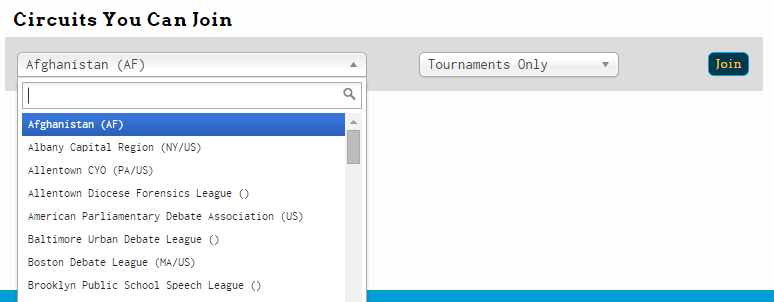 Circuits You Can Join
Afghanistan (AF)
Tournaments Only
Join
Afghanistan (AF)
Albany Capital Region (NY/US)
Allentown CYO (PA/US)
Allentown Diocese Forensics League ()
American Parliamentary Debate Association (US)
Baltimore Urban Debate League ()
Boston Debate League (MA/US)
Brooklyn Public School Speech League ()